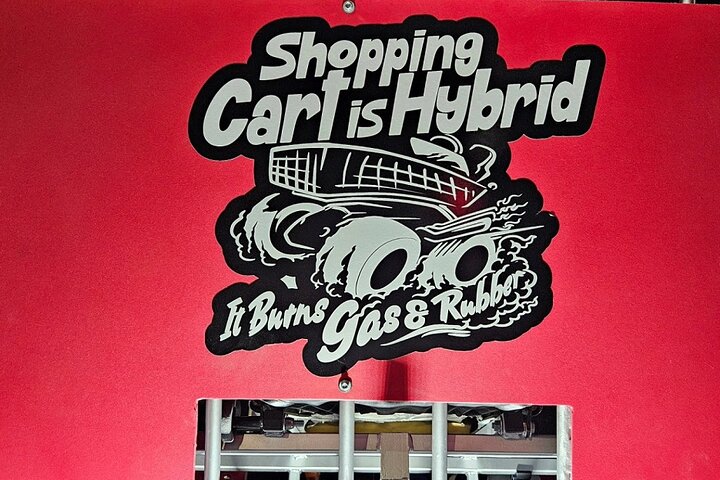 Shopping
Cart is Hybrid
It Burns Gas & Rubber